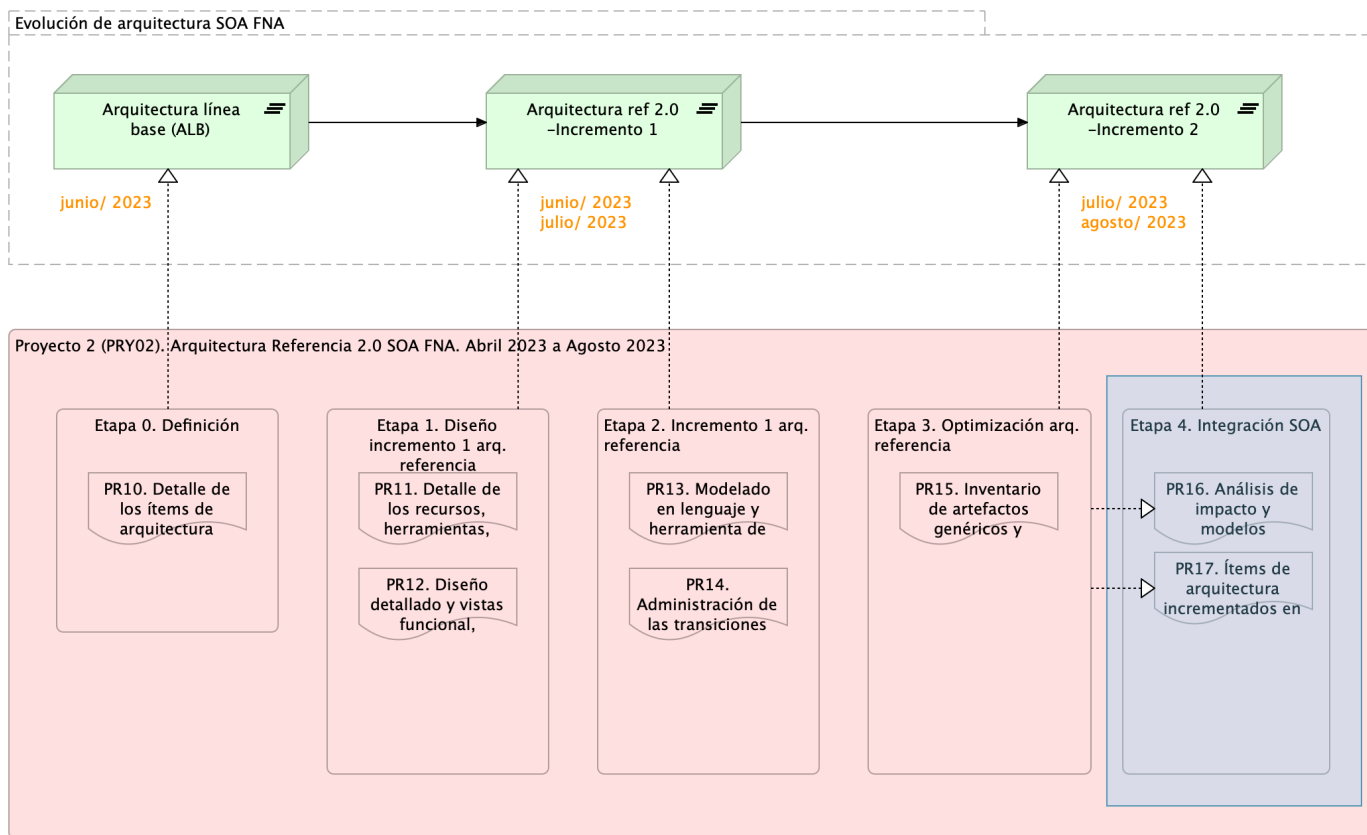 Evolución de arquitectura SOA FNA
Arquitectura línea
base (ALB)
Arquitectura ref 2.0
-Incremento 1
Arquitectura ref 2.0
-Incremento 2
junio/ 2023
junio/ 2023
julio/ 2023
julio/ 2023
agosto/ 2023
Proyecto 2 (PRY02). Arquitectura Referencia 2.0 SOA FNA. Abril 2023 a Agosto 2023
Etapa 0. Definición
PR10. Detalle de
los ítems de
arquitectura
Etapa 1. Diseño
incremento 1 arq.
referencia
PR11. Detalle de
los recursos,
herramientas,
PR12. Diseño
detallado y vistas
funcional,
Etapa 2. Incremento 1 arq.
referencia
PR13. Modelado
en lenguaje y
herramienta de
PR14.
Administración de
las transiciones
Etapa 3. Optimización arq.
referencia
PR15. Inventario
de artefactos
genéricos y
Etapa 4. Integración SOA
PR16. Análisis de
impacto y
modelos
PR17. Ítems de
arquitectura
incrementados en